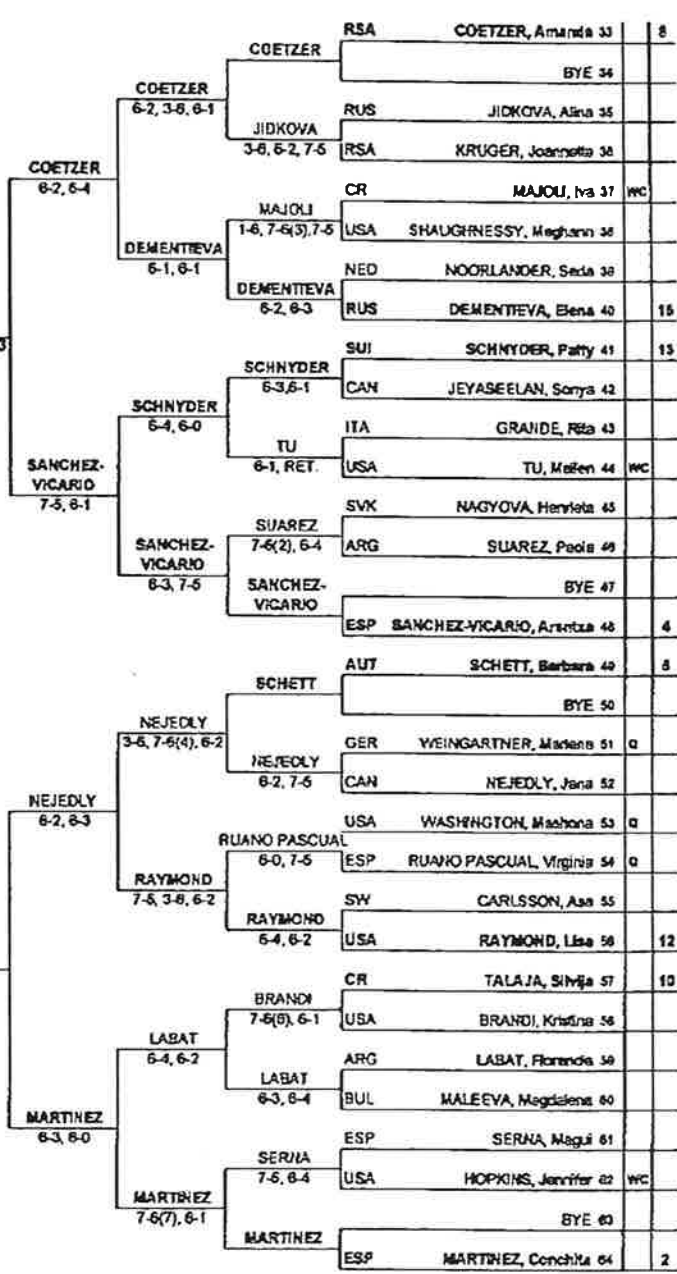 RSA COETZER, Amanda 33 8
COETZER
BYE 34
COETZER
6-2, 3-6, 6-1
RUS JIDKOVA, Alina 35
JIDKOVA
3-6, 6-2, 7-5
RSA KRUGER, Joannette 36
COETZER
6-2, 6-4
CR MAJOLI, Iva 37 WC
MAJOLI
1-6, 7-6(3), 7-5
USA SHAUGHNESSY, Meghann 38
DEMENTIEVA
6-1, 6-1
NED NOORLANDER, Seda 39
DEMENTIEVA
6-2, 6-3
RUS DEMENTIEVA, Elena 40 15
3
SUI SCHNYDER, Patty 41 13
SCHNYDER
6-3,6-1
CAN JEYASEELAN, Sonya 42
SCHNYDER
6-4, 6-0
ITA GRANDE, Rita 43
TU
6-1, RET.
USA TU, Meilen 44 WC
SANCHEZ-
VICARIO
7-5, 6-1
SVK NAGYOVA, Henrieta 45
SUAREZ
7-6(2), 6-4
ARG SUAREZ, Paola 46
SANCHEZ-
VICARIO
6-3, 7-5
BYE 47
SANCHEZ-
VICARIO
ESP SANCHEZ-VICARIO, Arantxa 48 4
AUT SCHETT, Barbara 49 5
SCHETT
BYE 50
NEJEDLY
3-6, 7-6(4), 6-2
GER WEINGARTNER, Marlene 51 Q
NEJEDLY
6-2, 7-5
CAN NEJEDLY, Jana 52
NEJEDLY
6-2, 6-3
USA WASHINGTON, Mashona 53 Q
RUANO PASCUAL
6-0, 7-5
ESP RUANO PASCUAL, Virginia 54 Q
RAYMOND
7-5, 3-6, 6-2
SW CARLSSON, Asa 55
RAYMOND
6-4, 6-2
USA RAYMOND, Lisa 56 12
CR TALAJA, Silvija 57 10
BRANDI
7-6(6), 6-1
USA BRANDI, Kristina 58
LABAT
6-4, 6-2
ARG LABAT, Florencia 59
LABAT
6-3, 6-4
BUL MALEEVA, Magdalena 60
MARTINEZ
6-3, 6-0
ESP SERNA, Magui 61
SERNA
7-5, 6-4
USA HOPKINS, Jennifer 62 WC
MARTINEZ
7-6(7), 6-1
BYE 63
MARTINEZ
ESP MARTINEZ, Conchita 64 2